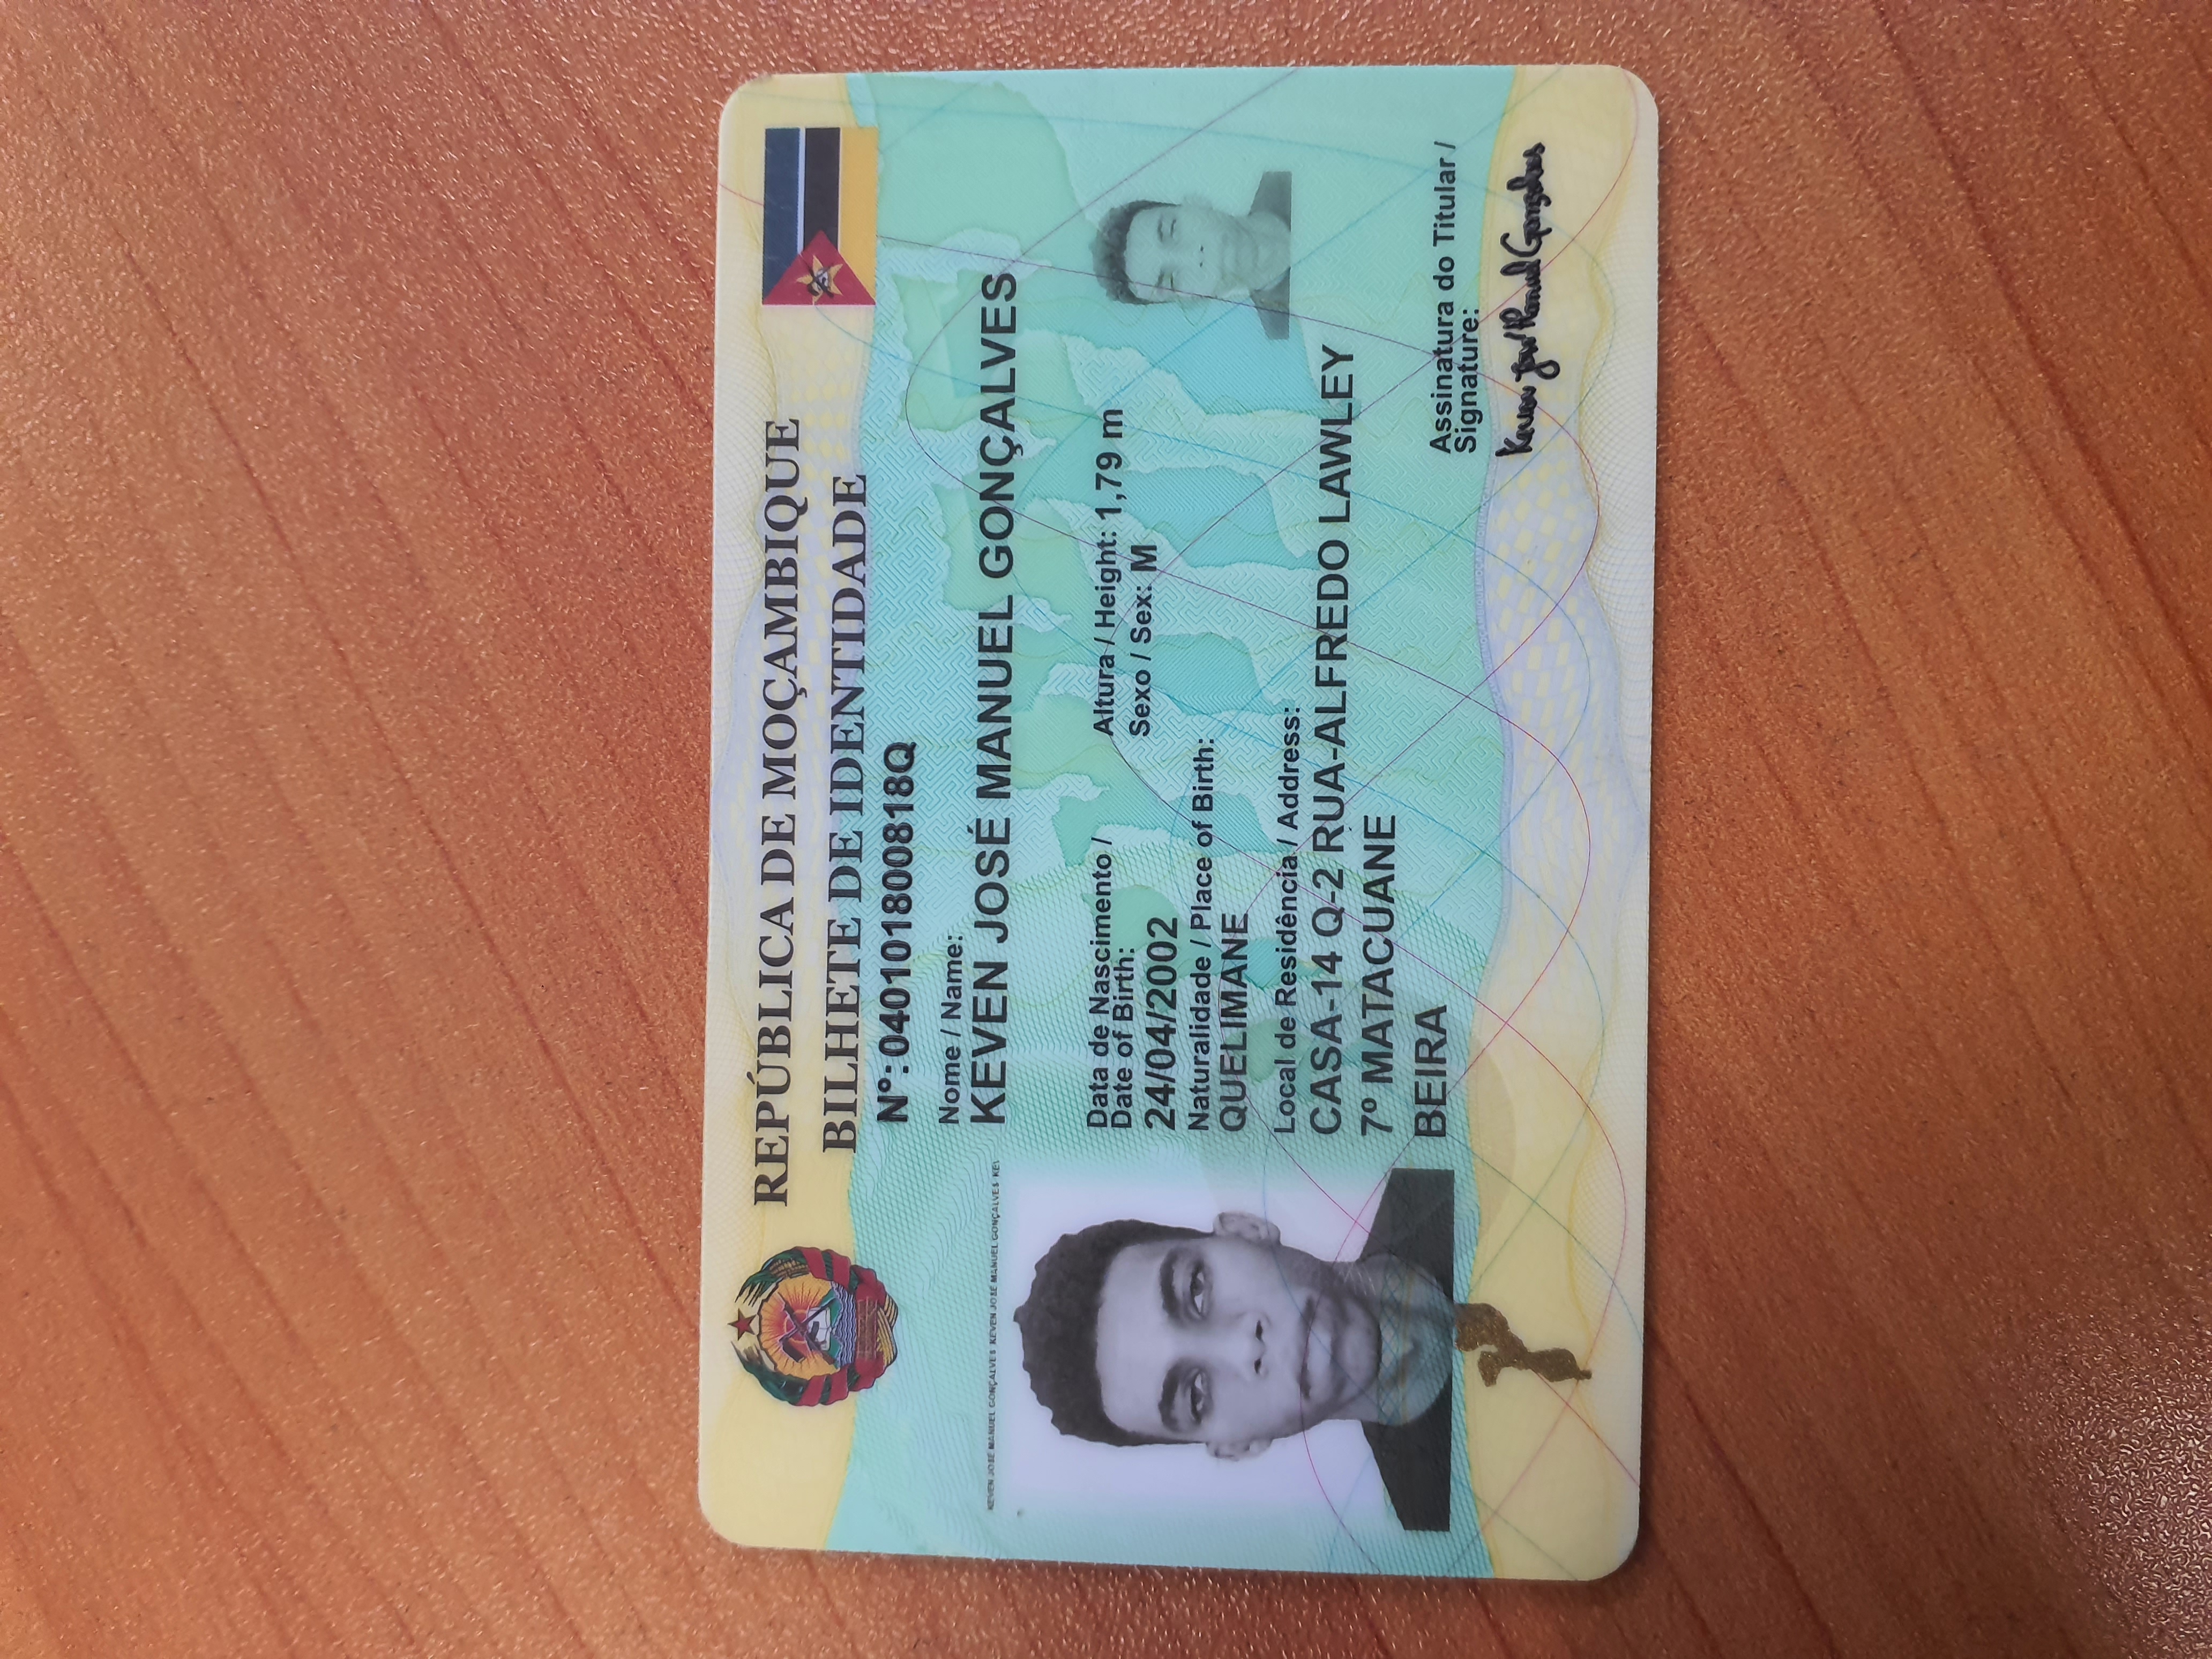 REPÚBLICA DE MOÇAMBIQUE
BILHETE DE IDENTIDADE
Nº: 040101800818Q
Nome / Name:
KEVEN JOSÉ MANUEL GONÇALVES
KEVEN JOSÉ MANUEL GONÇALVES KEVEN JOSÉ MANUEL GONÇALVES KEV
Data de Nascimento /
Date of Birth:
24/04/2002
Altura / Height: 1,79 m
Sexo / Sex: M
Naturalidade / Place of Birth:
QUELIMANE
Local de Residência / Address:
CASA-14 Q-2 RUA-ALFREDO LAWLEY
7º MATACUANE
BEIRA
Assinatura do Titular /
Signature:
Keven José Manuel Gonçalves